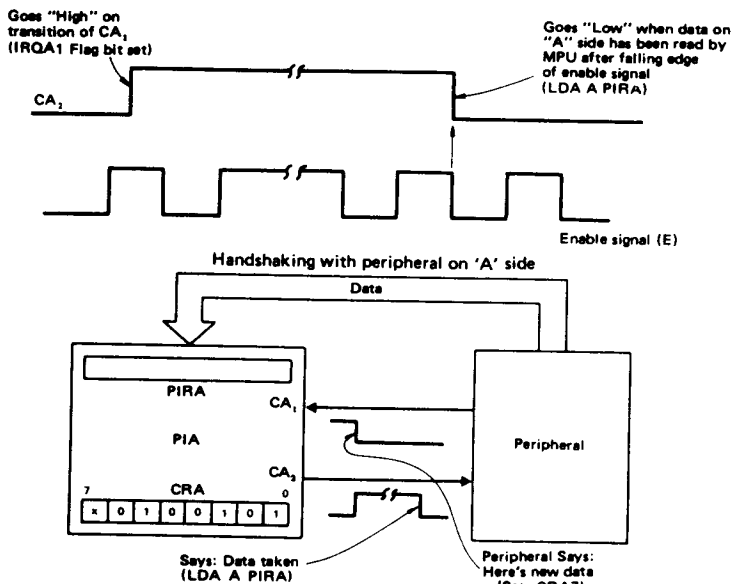 Goes "High" on
transition of CA₁
(IRQA1 Flag bit set)
Goes "Low" when data on
"A" side has been read by
MPU after falling edge
of enable signal
(LDA A PIRA)
CA₂
Enable signal (E)
Handshaking with peripheral on 'A' side
Data
PIRA
CA₁
PIA
Peripheral
CA₂
7 CRA 0
x 0 1 0 0 1 0 1
Says: Data taken
(LDA A PIRA)
Peripheral Says:
Here's new data